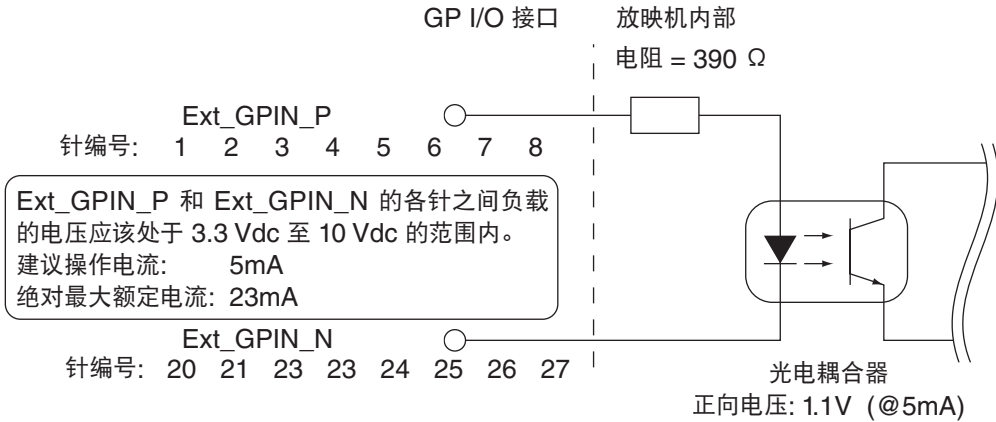 GP I/O 接口
放映机内部
电阻 = 390 Ω
Ext_GPIN_P
针编号: 1 2 3 4 5 6 7 8
Ext_GPIN_P 和 Ext_GPIN_N 的各针之间负载
的电压应该处于 3.3 Vdc 至 10 Vdc 的范围内。
建议操作电流: 5mA
绝对最大额定电流: 23mA
Ext_GPIN_N
针编号: 20 21 23 23 24 25 26 27
光电耦合器
正向电压: 1.1V (@5mA)